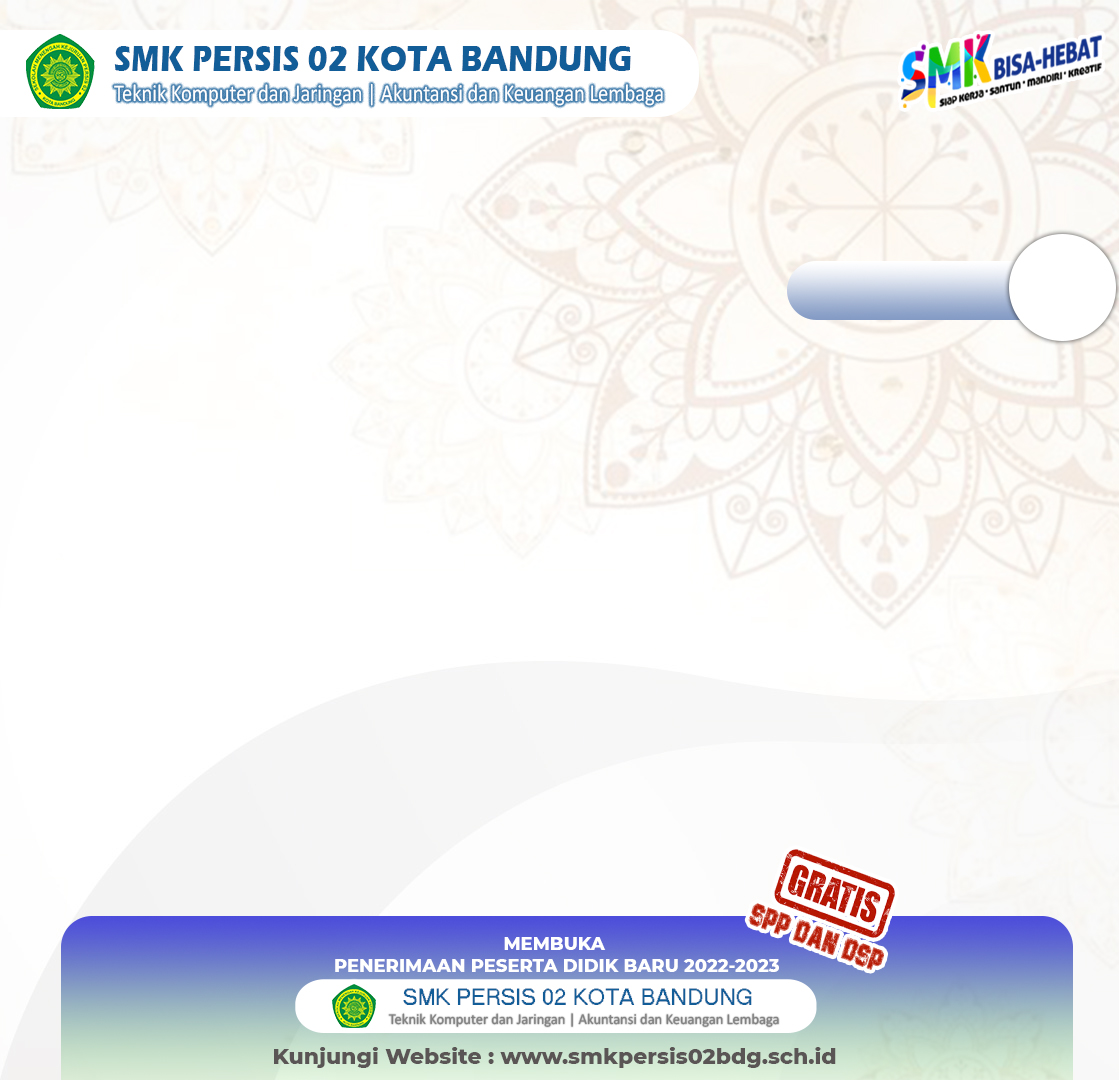 SMK PERSIS 02 KOTA BANDUNG
Teknik Komputer dan Jaringan | Akuntansi dan Keuangan Lembaga
SMK BISA-HEBAT
SIAP KERJA • SANTUN • MANDIRI • KREATIF
GRATIS
SPP DAN DSP
MEMBUKA
PENERIMAAN PESERTA DIDIK BARU 2022-2023
SMK PERSIS 02 KOTA BANDUNG
Teknik Komputer dan Jaringan | Akuntansi dan Keuangan Lembaga
Kunjungi Website : www.smkpersis02bdg.sch.id